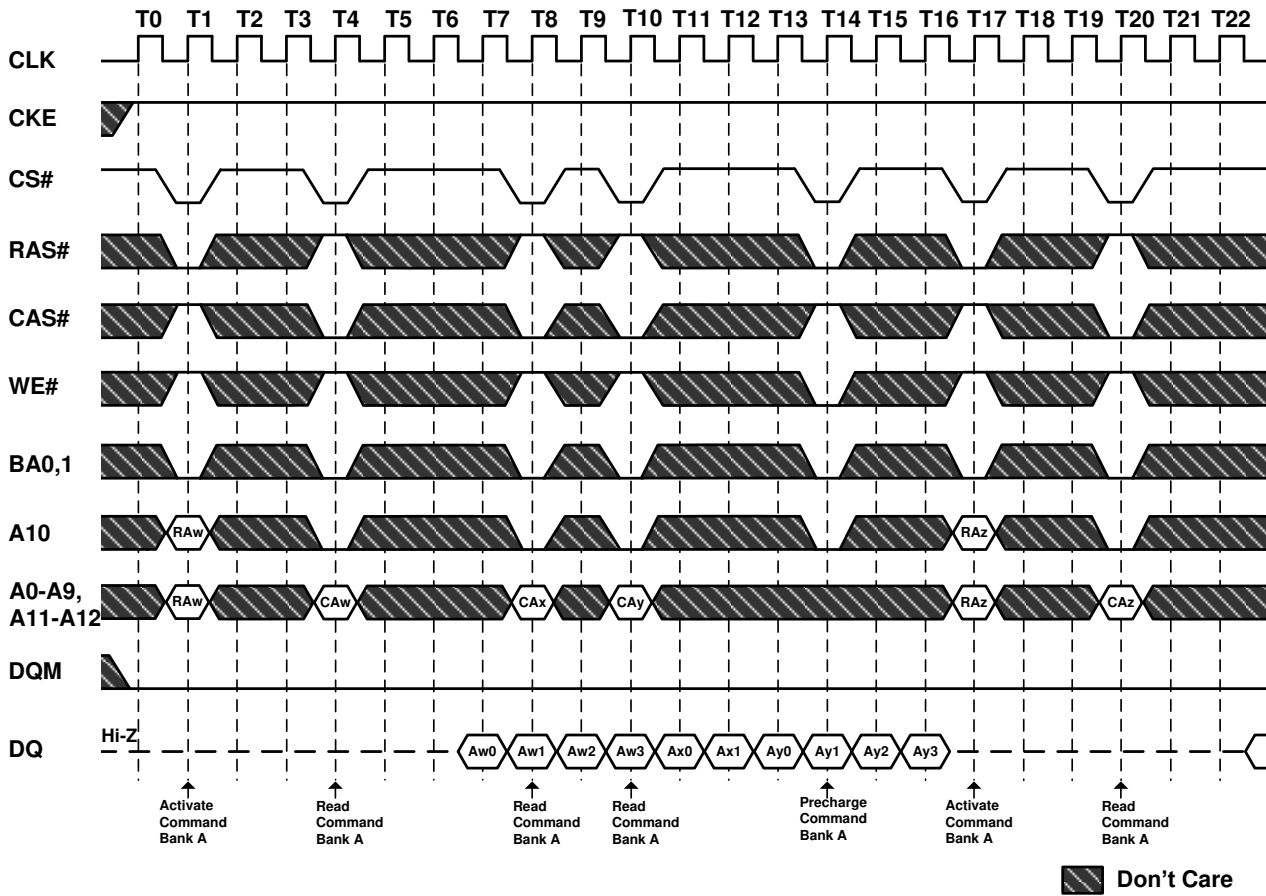 T0 T1 T2 T3 T4 T5 T6 T7 T8 T9 T10 T11 T12 T13 T14 T15 T16 T17 T18 T19 T20 T21 T22
CLK
CKE
CS#
RAS#
CAS#
WE#
BA0,1
A10 RAw RAz
A0-A9,
A11-A12 RAw CAw CAx CAy RAz CAz
DQM
Hi-Z
DQ Aw0 Aw1 Aw2 Aw3 Ax0 Ax1 Ay0 Ay1 Ay2 Ay3
Activate
Command
Bank A
Read
Command
Bank A
Read
Command
Bank A
Read
Command
Bank A
Precharge
Command
Bank A
Activate
Command
Bank A
Read
Command
Bank A
Don't Care